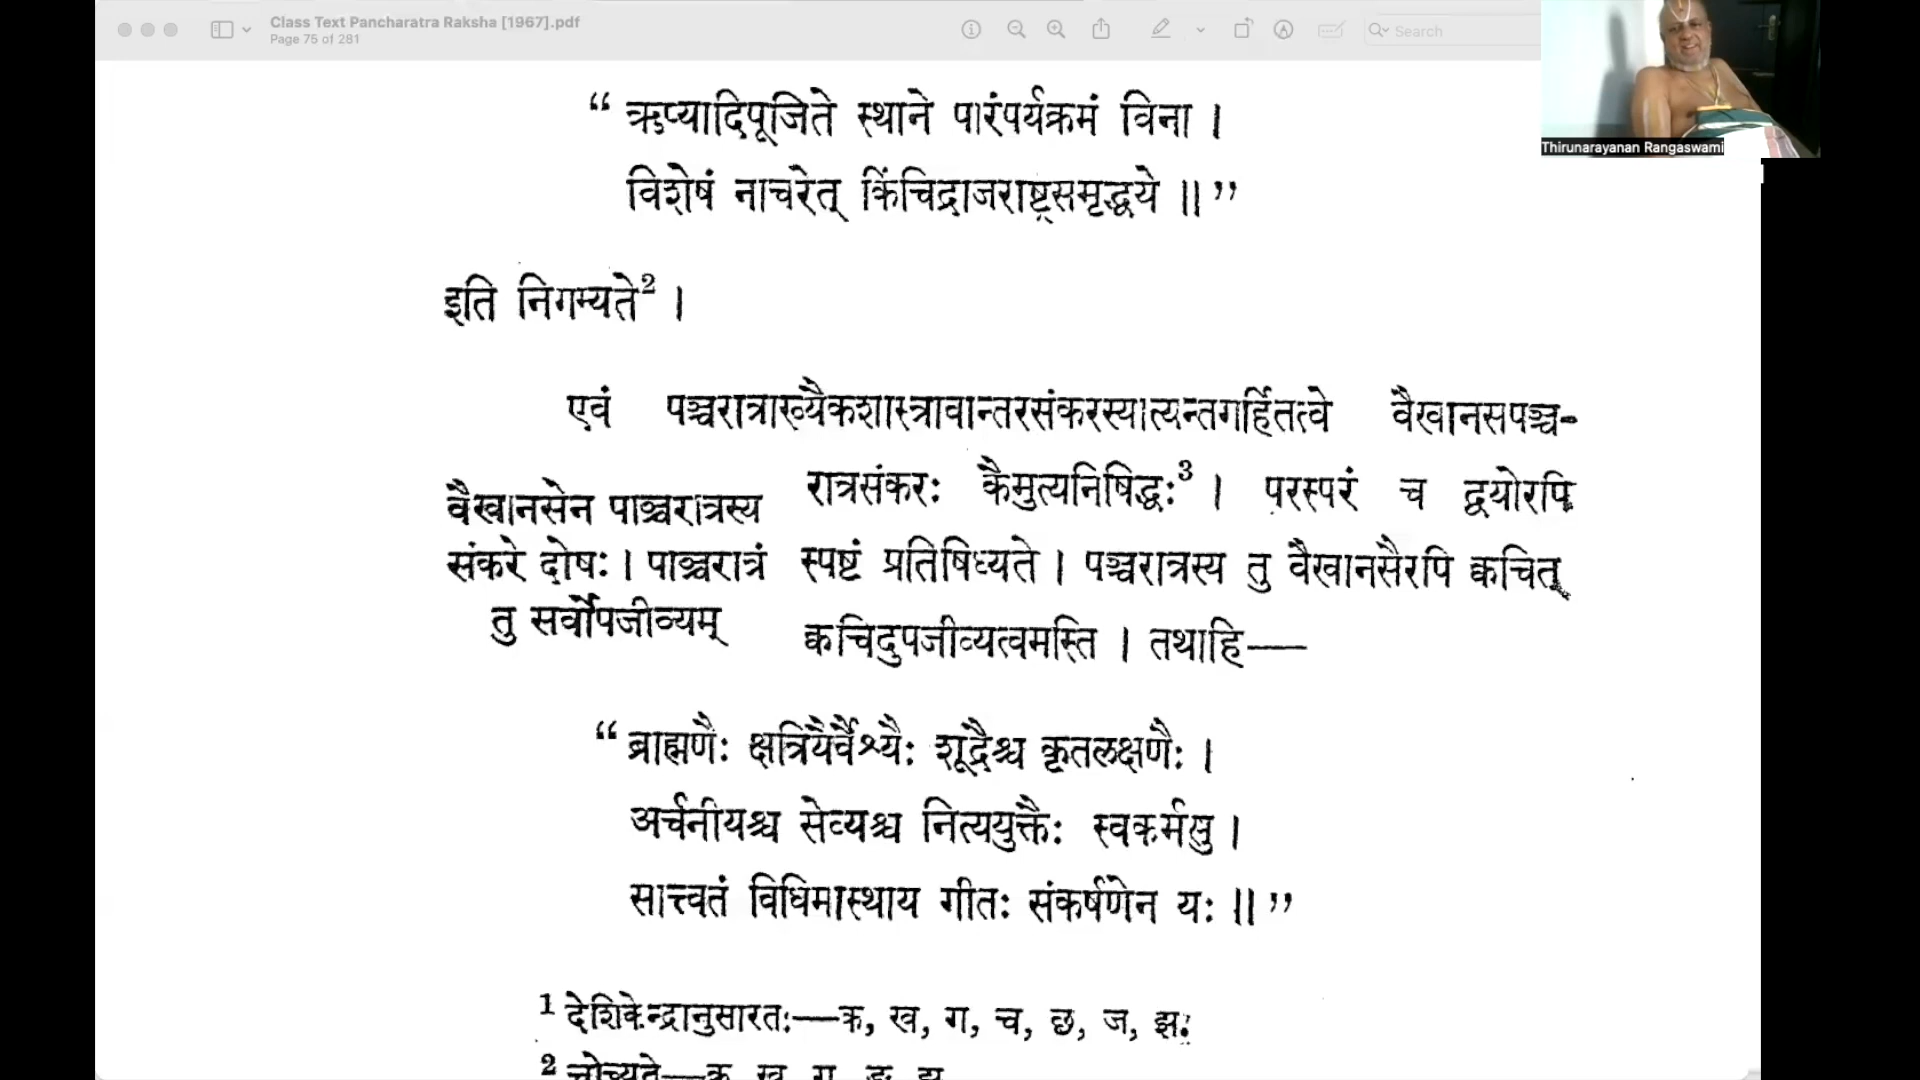 Class Text Pancharatra Raksha [1967].pdf
Page 75 of 281
Search
Thirunarayanan Rangaswami
“ ऋष्यादिपूजिते स्थाने पारंपर्यक्रमं विना ।
विशेषं नाचरेत् किंचिद्राजराष्ट्रसमृद्धये ॥ ”
इति निगम्यते² ।
एवं पञ्चरात्राख्यैकशास्त्रावान्तरसंकरस्यात्यन्तगर्हितत्वे वैखानसपञ्च-
रात्रसंकरः कैमुत्यनिषिद्धः³ । परस्परं च द्वयोरपि
स्पष्टं प्रतिषिध्यते । पञ्चरात्रस्य तु वैखानसैरपि क्वचित्
क्वचिदुपजीव्यत्वमस्ति । तथाहि—
वैखानसेन पाञ्चरात्रस्य
संकरे दोषः । पाञ्चरात्रं
तु सर्वोपजीव्यम्
“ ब्राह्मणैः क्षत्रियैर्वैश्यैः शूद्रैश्च कृतलक्षणैः ।
अर्चनीयश्च सेव्यश्च नित्ययुक्तैः स्वकर्मसु ।
सात्त्वतं विधिमास्थाय गीतः संकर्षणेन यः ॥ ”
¹ देशिकेन्द्रानुसारतः—क, ख, ग, च, छ, ज, झ.